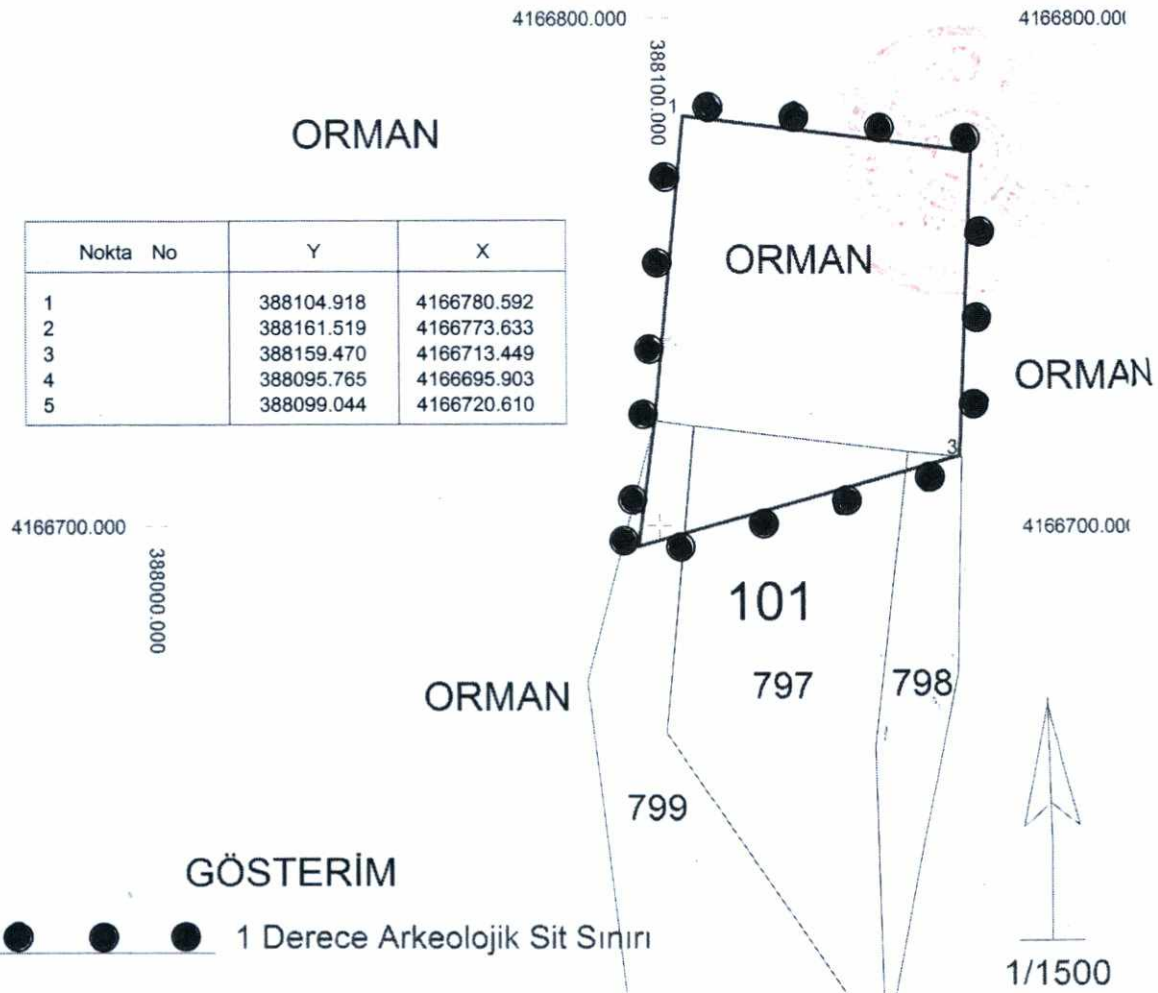 4166800.000
4166800.00
388100.000
1
ORMAN
Nokta No Y X
1 388104.918 4166780.592
2 388161.519 4166773.633
3 388159.470 4166713.449
4 388095.765 4166695.903
5 388099.044 4166720.610
ORMAN
ORMAN
3
4166700.000
4166700.00
388000.000
101
ORMAN
797
798
799
GÖSTERİM
1 Derece Arkeolojik Sit Sınırı
1/1500